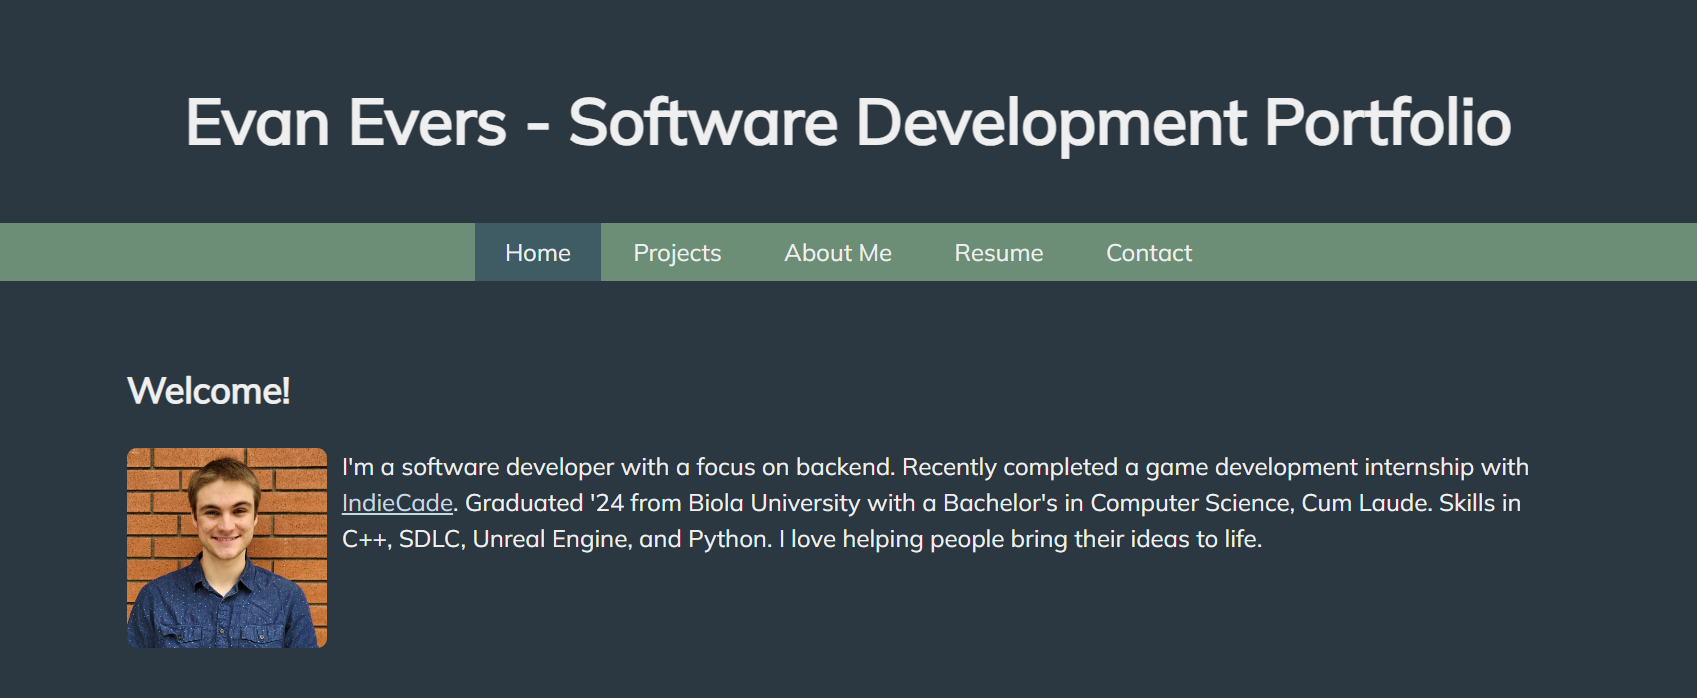 Evan Evers - Software Development Portfolio
Home Projects About Me Resume Contact
Welcome!
I'm a software developer with a focus on backend. Recently completed a game development internship with
IndieCade. Graduated '24 from Biola University with a Bachelor's in Computer Science, Cum Laude. Skills in
C++, SDLC, Unreal Engine, and Python. I love helping people bring their ideas to life.